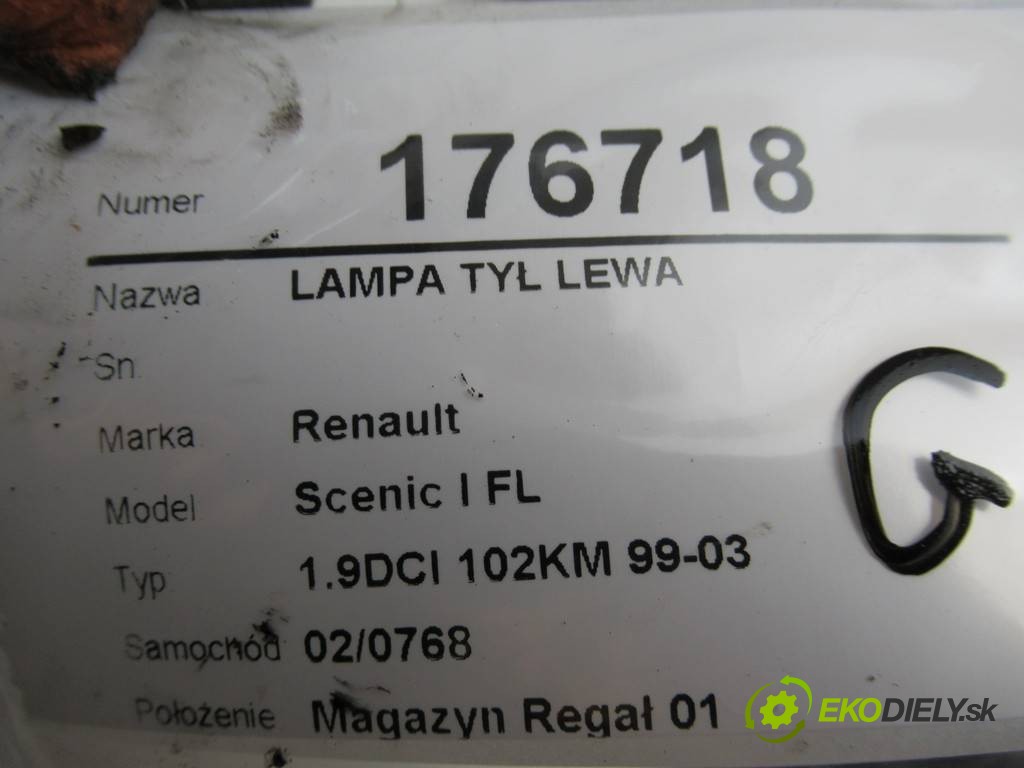 Numer 176718
Nazwa LAMPA TYŁ LEWA
Sn
Marka Renault
Model Scenic I FL
Typ 1.9DCI 102KM 99-03
Samochód 02/0768
Położenie Magazyn Regał 01
G
EKODIELY.sk